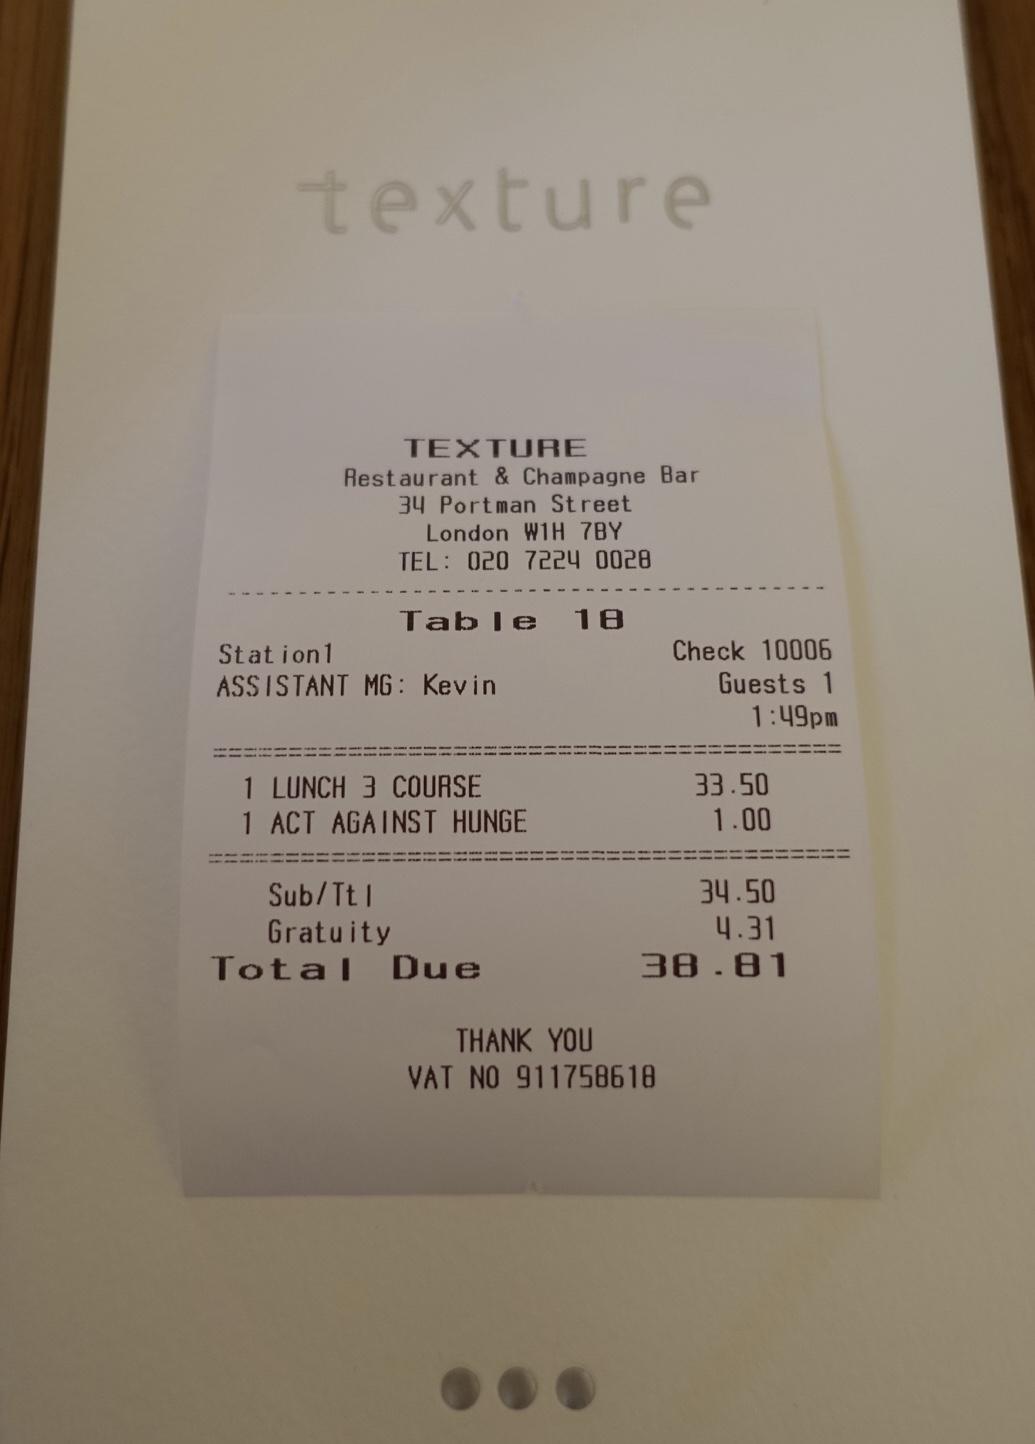 texture
TEXTURE
Restaurant & Champagne Bar
34 Portman Street
London W1H 7BY
TEL: 020 7224 0028
Table 18
Station1 Check 10006
ASSISTANT MG: Kevin Guests 1
1:49pm
1 LUNCH 3 COURSE 33.50
1 ACT AGAINST HUNGE 1.00
Sub/Ttl 34.50
Gratuity 4.31
Total Due 38.81
THANK YOU
VAT NO 911758618